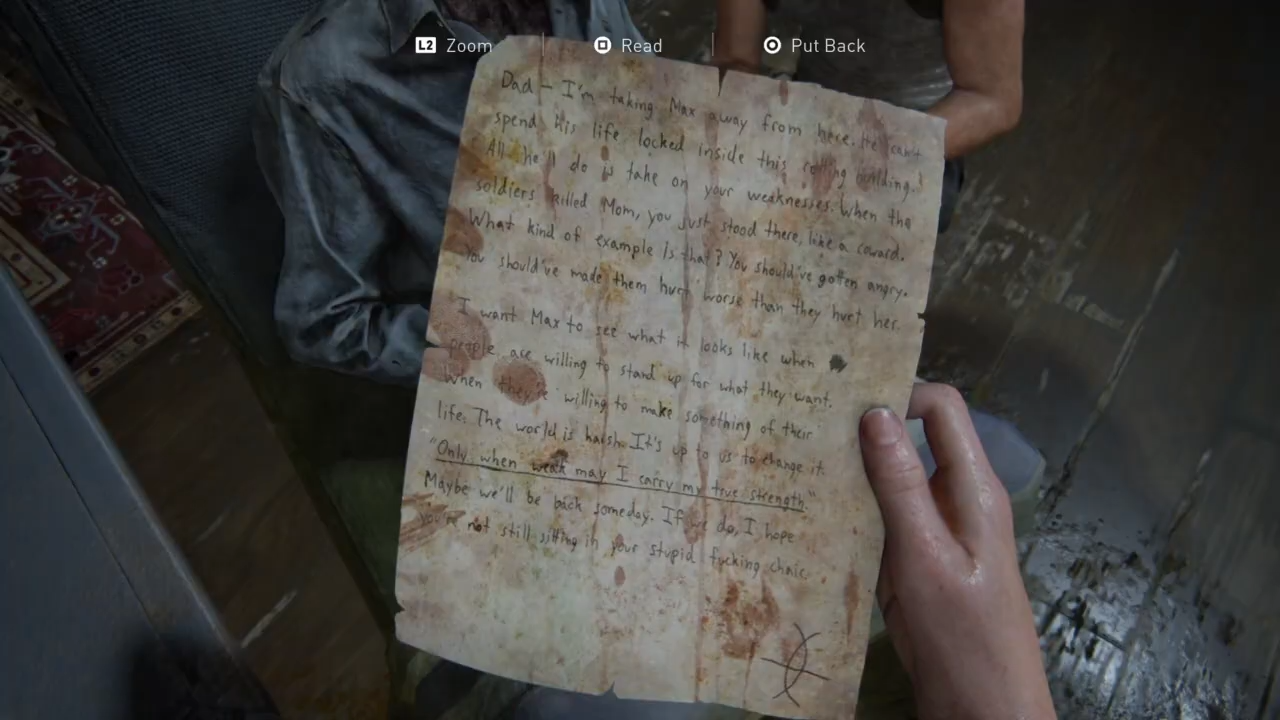 L2 Zoom | Read | Put Back
Dad – I'm taking Max away from here. He can't
spend his life locked inside this rotting building.
All he'll do is take on your weaknesses. When the
soldiers killed Mom, you just stood there, like a coward.
What kind of example is that? You should've gotten angry.
You should've made them hurt worse than they hurt her.
I want Max to see what it looks like when
people are willing to stand up for what they want.
When they're willing to make something of their
life. The world is harsh. It's up to us to change it.
"Only when weak may I carry my true strength."
Maybe we'll be back someday. If we do, I hope
you're not still sitting in your stupid fucking chair.